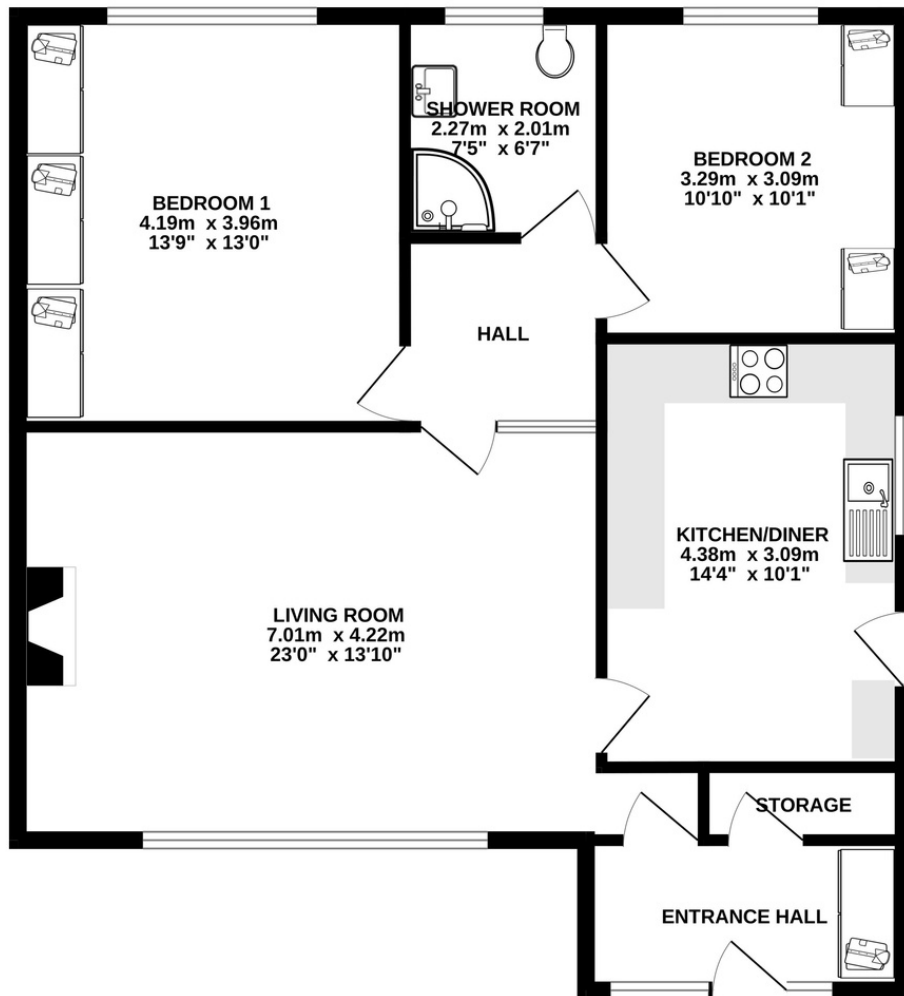 SHOWER ROOM
2.27m x 2.01m
7'5" x 6'7"
BEDROOM 2
3.29m x 3.09m
10'10" x 10'1"
BEDROOM 1
4.19m x 3.96m
13'9" x 13'0"
HALL
KITCHEN/DINER
4.38m x 3.09m
14'4" x 10'1"
LIVING ROOM
7.01m x 4.22m
23'0" x 13'10"
STORAGE
ENTRANCE HALL